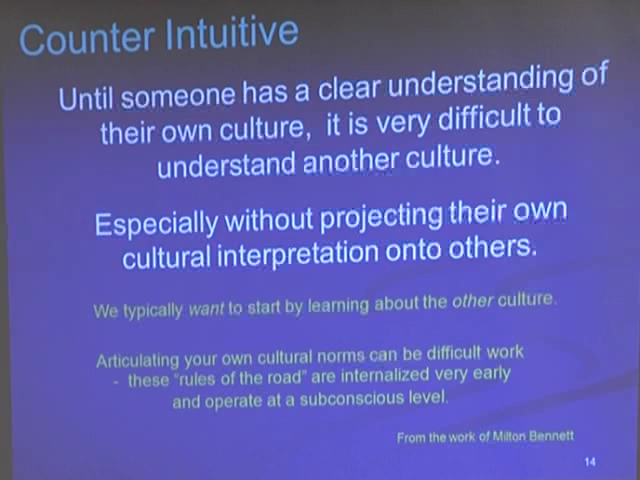 Counter Intuitive
Until someone has a clear understanding of
their own culture, it is very difficult to
understand another culture.
Especially without projecting their own
cultural interpretation onto others.
We typically want to start by learning about the other culture.
Articulating your own cultural norms can be difficult work
- these "rules of the road" are internalized very early
and operate at a subconscious level.
From the work of Milton Bennett
14